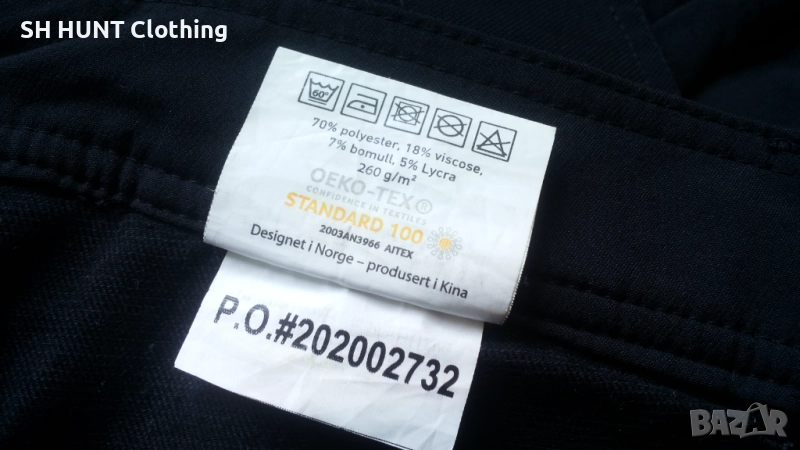 SH HUNT Clothing
60°
70% polyester, 18% viscose,
7% bomull, 5% Lycra
260 g/m²
OEKO-TEX®
CONFIDENCE IN TEXTILES
STANDARD 100
2003AN3966 AITEX
Designet i Norge – produsert i Kina
P.O.#202002732
BAZAR